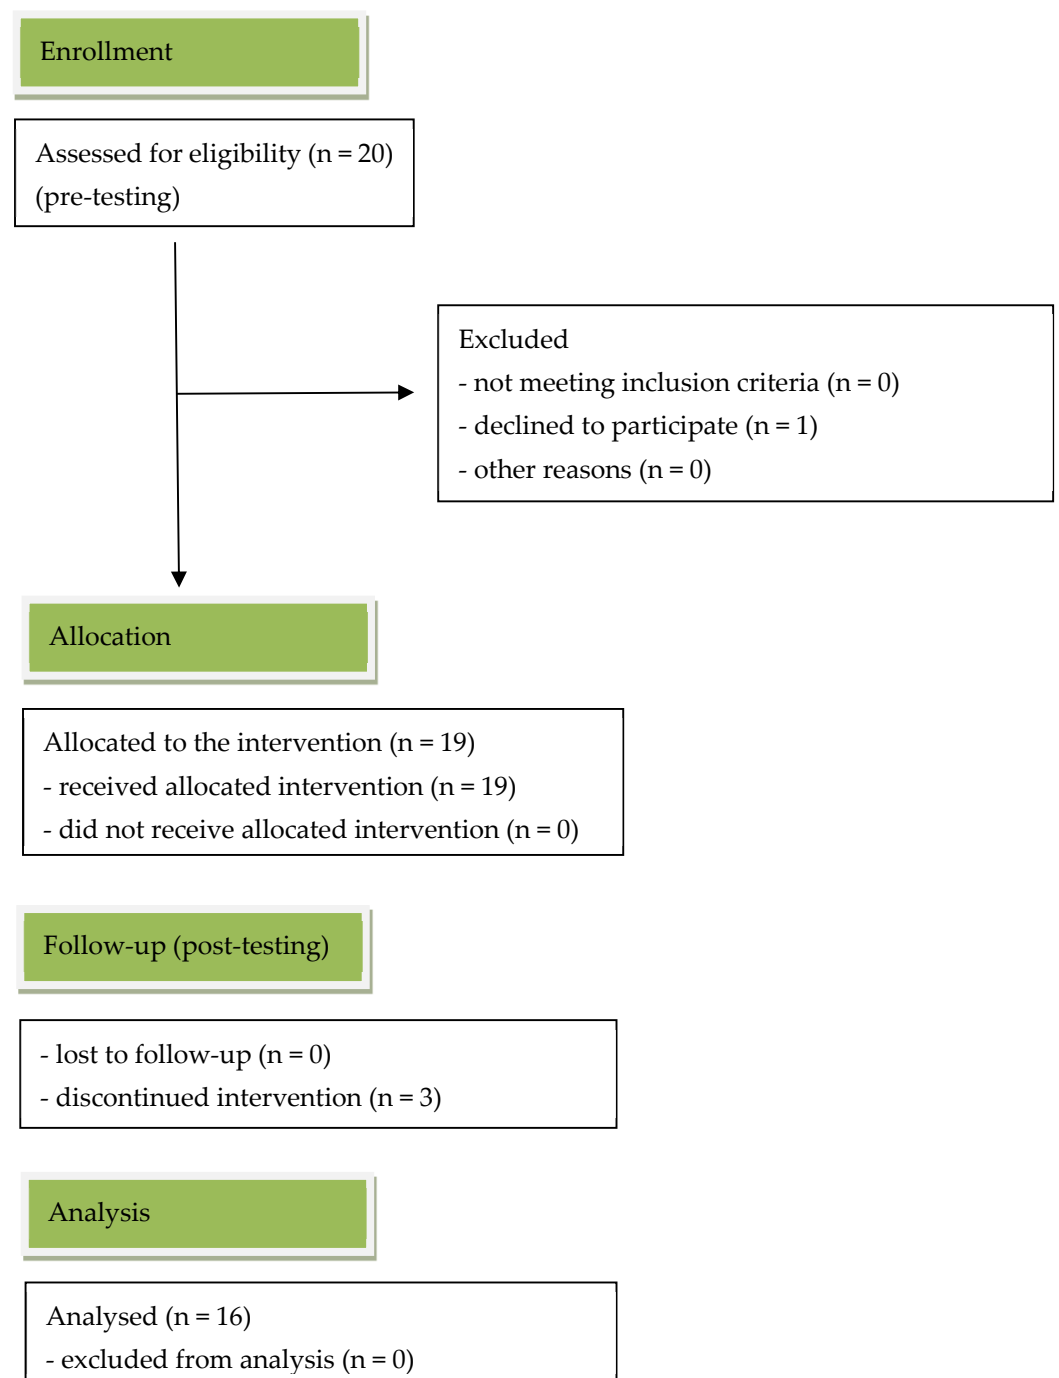 Enrollment
Assessed for eligibility (n = 20)
(pre-testing)
Excluded
- not meeting inclusion criteria (n = 0)
- declined to participate (n = 1)
- other reasons (n = 0)
Allocation
Allocated to the intervention (n = 19)
- received allocated intervention (n = 19)
- did not receive allocated intervention (n = 0)
Follow-up (post-testing)
- lost to follow-up (n = 0)
- discontinued intervention (n = 3)
Analysis
Analysed (n = 16)
- excluded from analysis (n = 0)